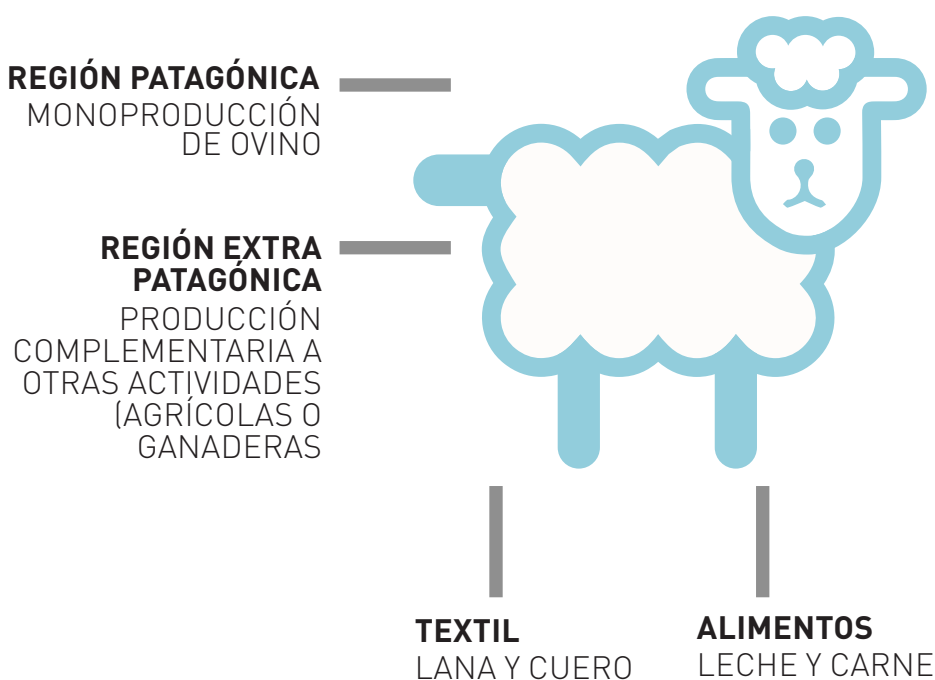 REGIÓN PATAGÓNICA
MONOPRODUCCIÓN
DE OVINO
REGIÓN EXTRA
PATAGÓNICA
PRODUCCIÓN
COMPLEMENTARIA A
OTRAS ACTIVIDADES
(AGRÍCOLAS O
GANADERAS
TEXTIL
LANA Y CUERO
ALIMENTOS
LECHE Y CARNE